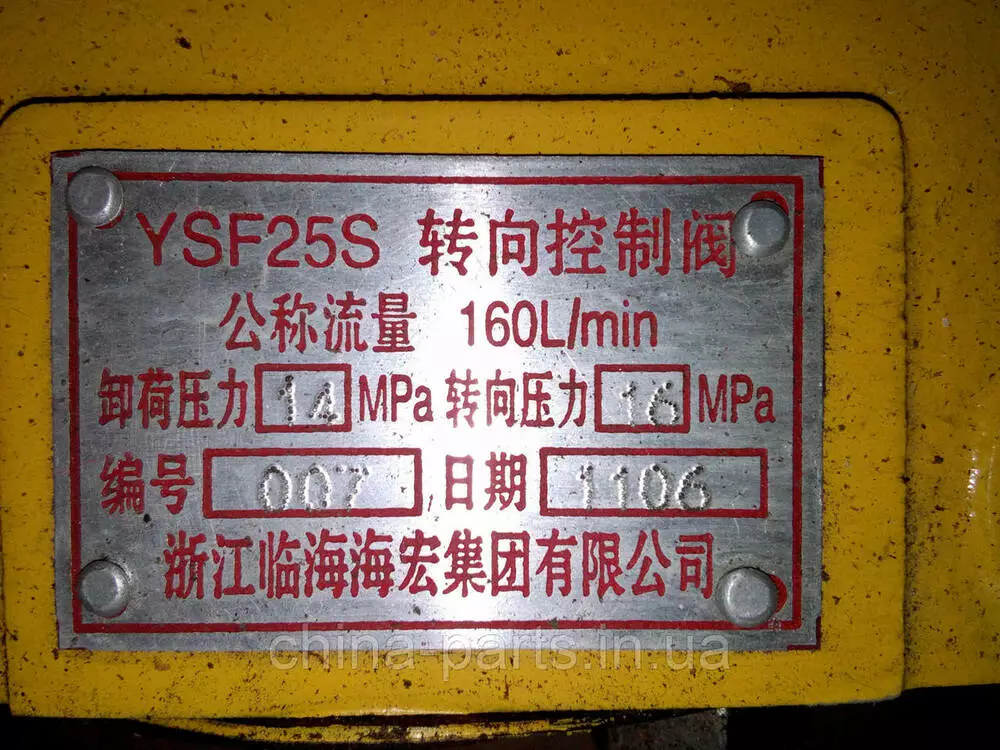 YSF25S 转向控制阀
公称流量 160L/min
卸荷压力 14 MPa 转向压力 16 MPa
编号 007 日期 1106
浙江临海海宏集团有限公司
china-parts.in.ua